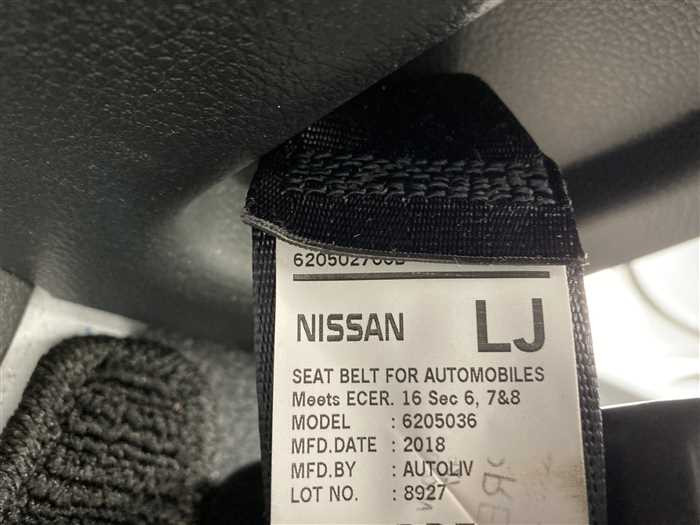 NISSAN LJ
SEAT BELT FOR AUTOMOBILES
Meets ECER. 16 Sec 6, 7&8
MODEL : 6205036
MFD.DATE : 2018
MFD.BY : AUTOLIV
LOT NO. : 8927